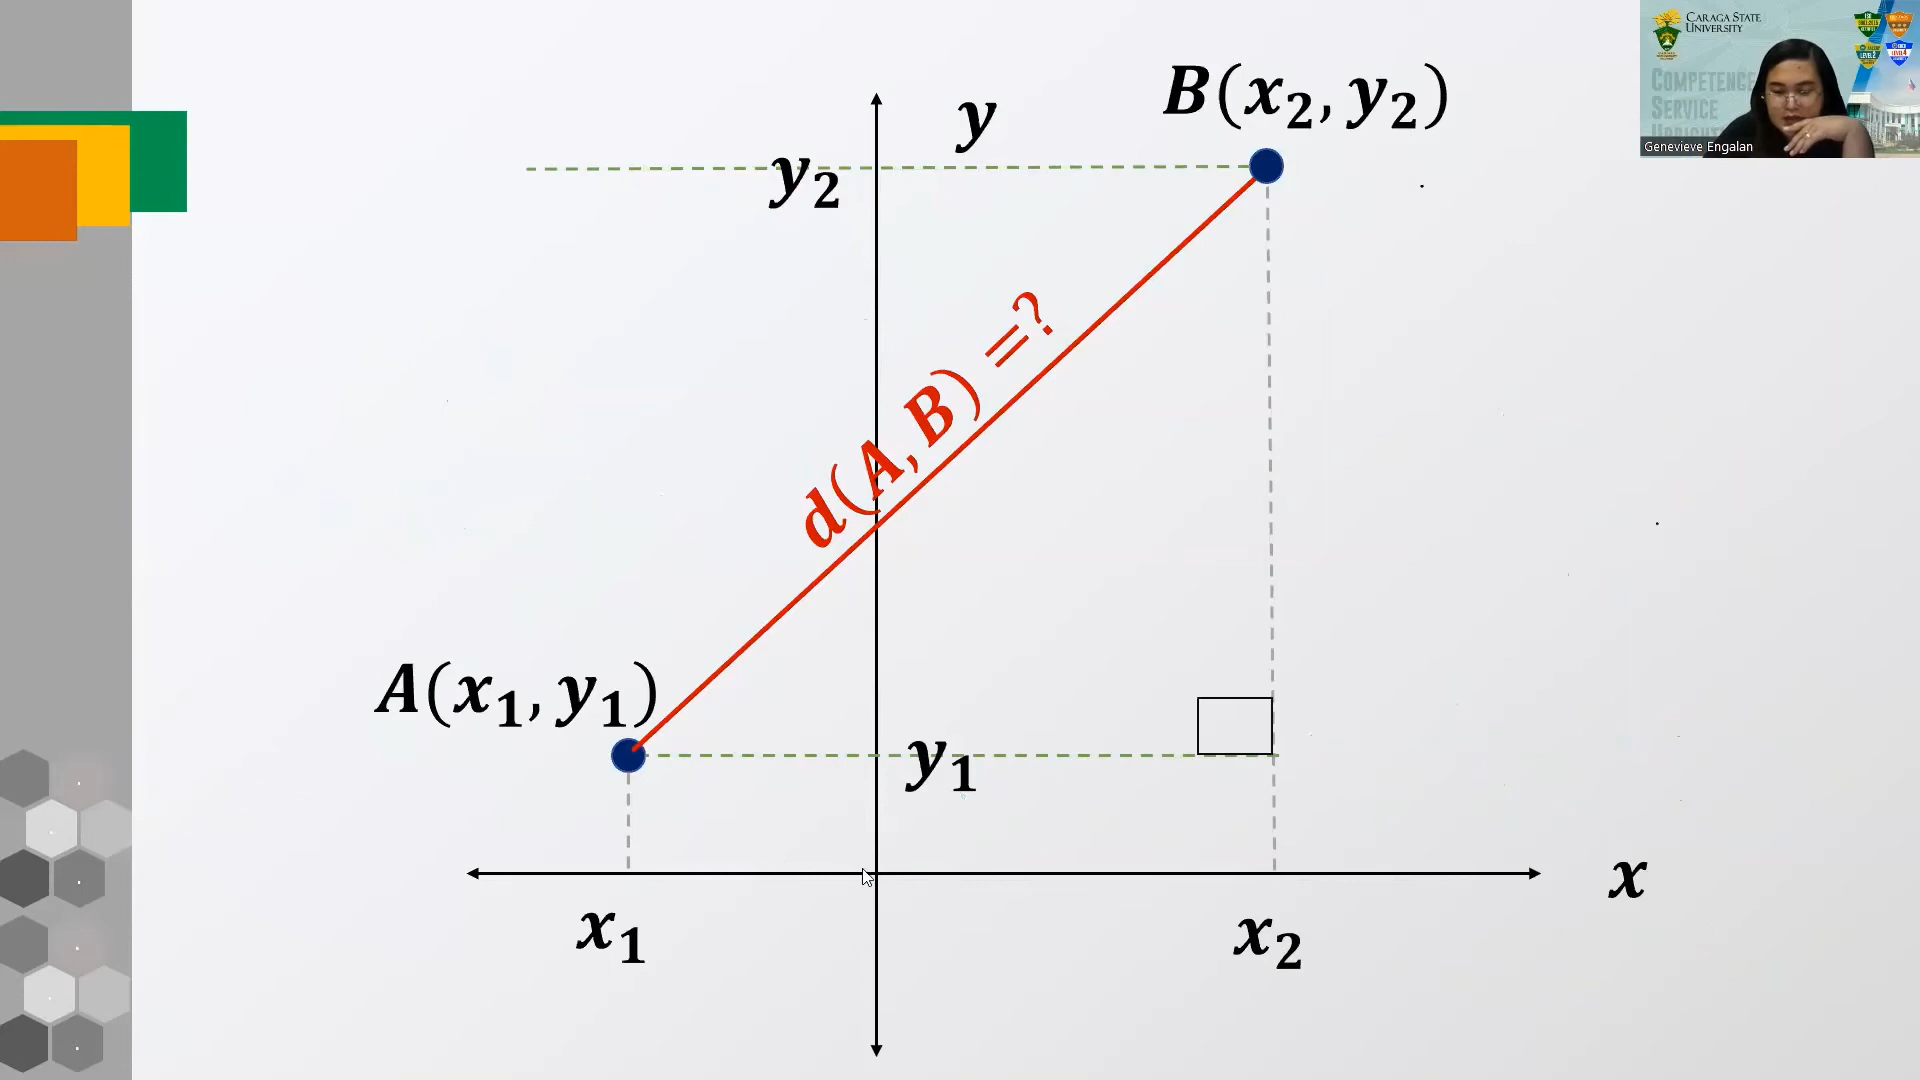 CARAGA STATE
UNIVERSITY
COMPETENCE
SERVICE
Genevieve Engalan
B(x₂, y₂)
y
y₂
d(A, B) =?
A(x₁, y₁)
y₁
x
x₁
x₂